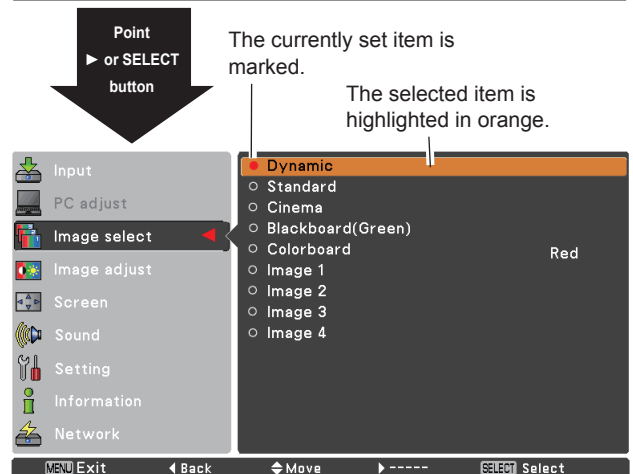 Point
► or SELECT
button
The currently set item is
marked.
The selected item is
highlighted in orange.
Input
PC adjust
Image select
Image adjust
Screen
Sound
Setting
Information
Network
Dynamic
Standard
Cinema
Blackboard(Green)
Colorboard Red
Image 1
Image 2
Image 3
Image 4
MENU Exit ◀Back ◆Move ▶----- SELECT Select